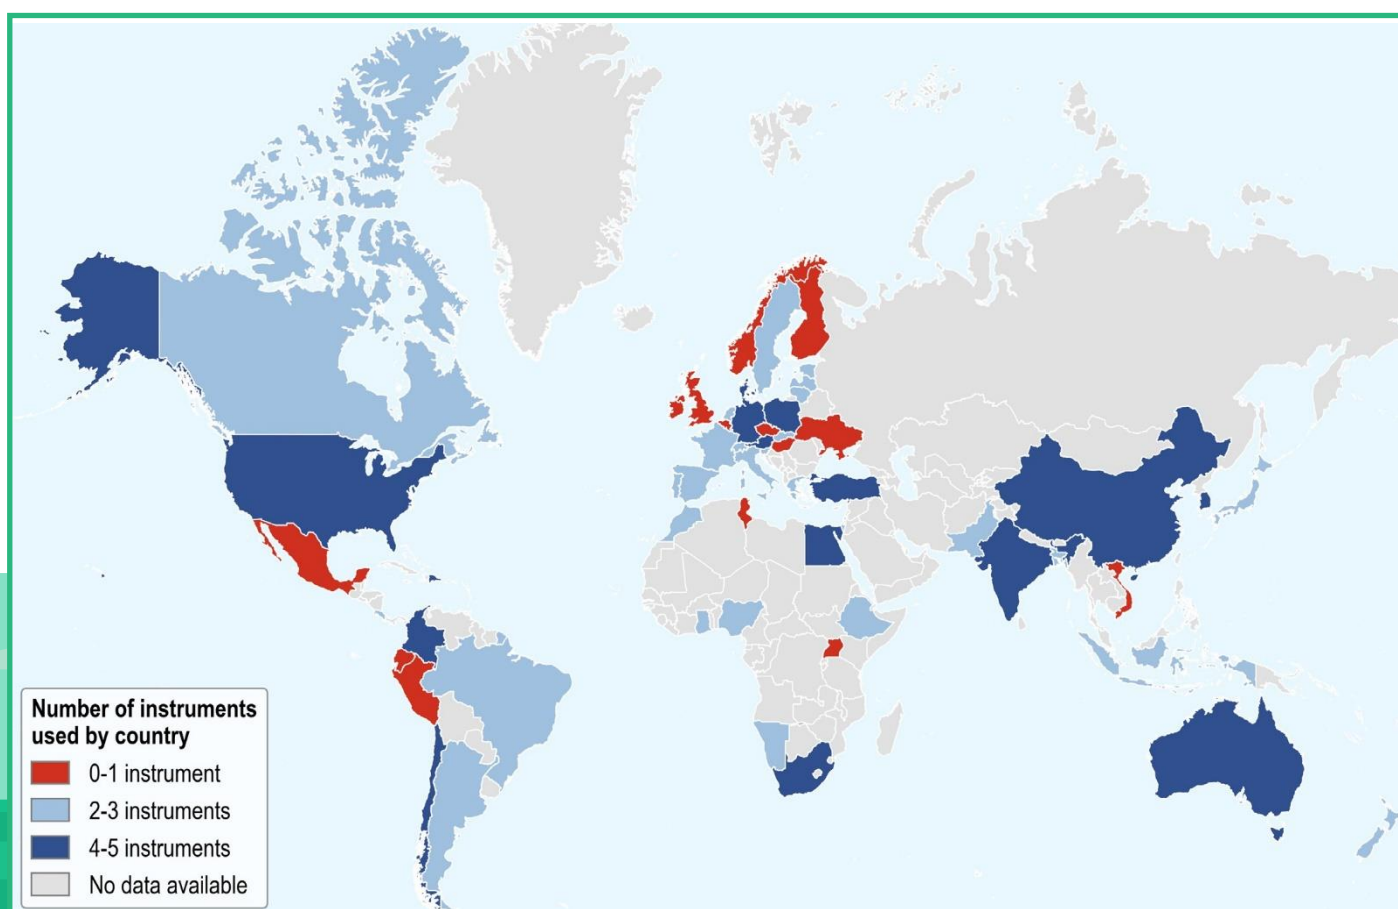 Number of instruments
used by country
0-1 instrument
2-3 instruments
4-5 instruments
No data available